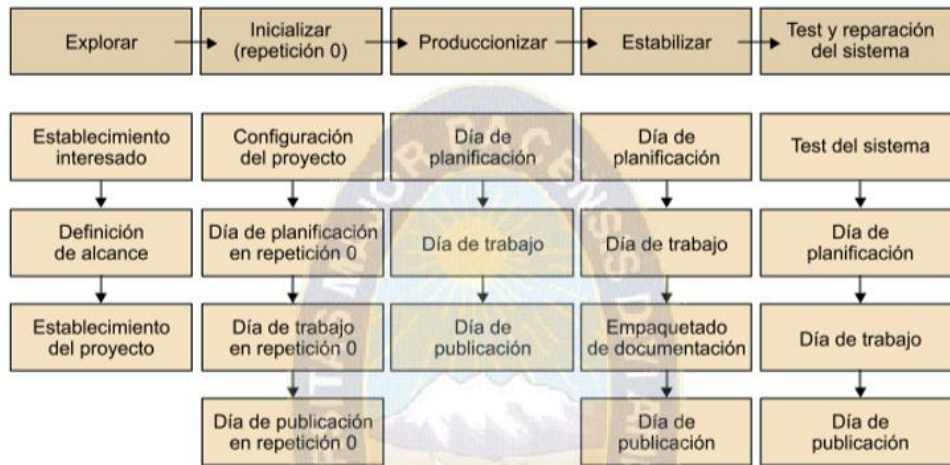 Explorar
Inicializar
(repetición 0)
Produccionizar
Estabilizar
Test y reparación
del sistema
Establecimiento
interesado
Definición
de alcance
Establecimiento
del proyecto
Configuración
del proyecto
Día de planificación
en repetición 0
Día de trabajo
en repetición 0
Día de publicación
en repetición 0
Día de
planificación
Día de trabajo
Día de
publicación
Día de
planificación
Día de trabajo
Empaquetado
de documentación
Día de
publicación
Test del sistema
Día de
planificación
Día de trabajo
Día de
publicación